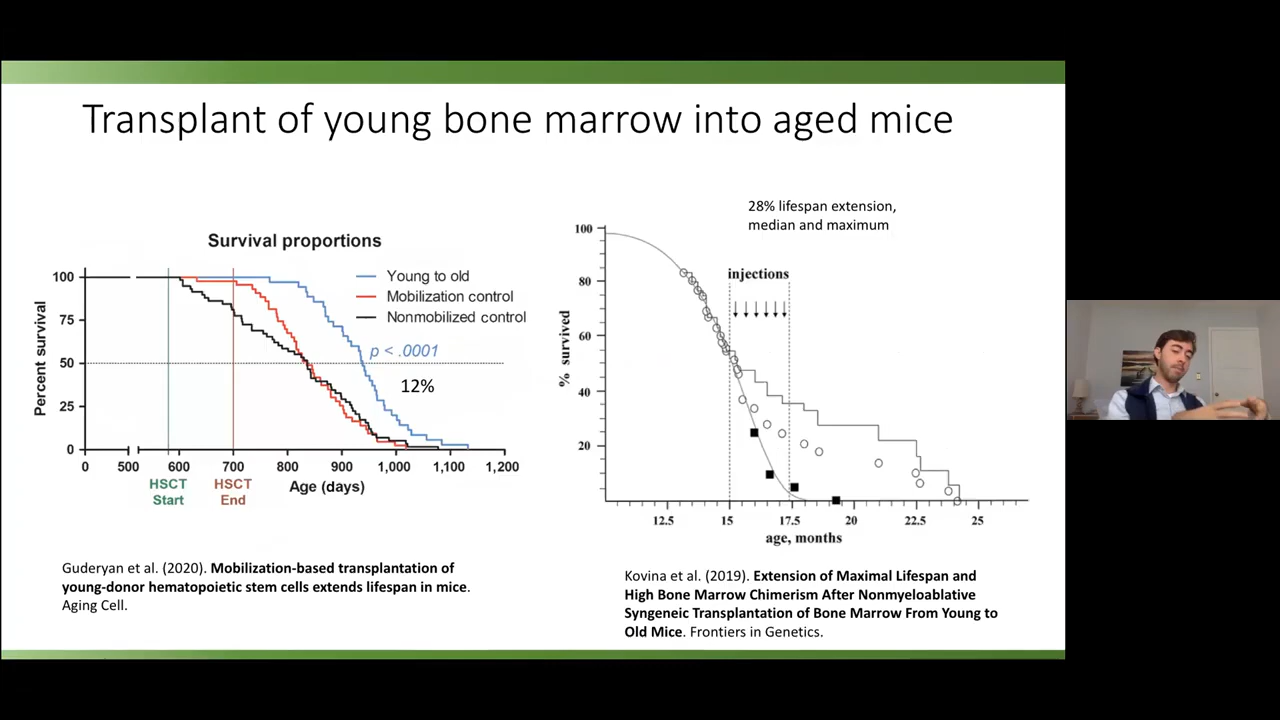 Transplant of young bone marrow into aged mice
Survival proportions
Percent survival
100
75
50
25
0
Young to old
Mobilization control
Nonmobilized control
p < .0001
12%
0
500
600
700
800
900
1,000
1,100
1,200
HSCT
Start
HSCT
End
Age (days)
Guderyan et al. (2020). Mobilization-based transplantation of
young-donor hematopoietic stem cells extends lifespan in mice.
Aging Cell.
28% lifespan extension,
median and maximum
% survived
100
80
60
40
20
injections
12.5
15
17.5
20
22.5
25
age, months
Kovina et al. (2019). Extension of Maximal Lifespan and
High Bone Marrow Chimerism After Nonmyeloablative
Syngeneic Transplantation of Bone Marrow From Young to
Old Mice. Frontiers in Genetics.